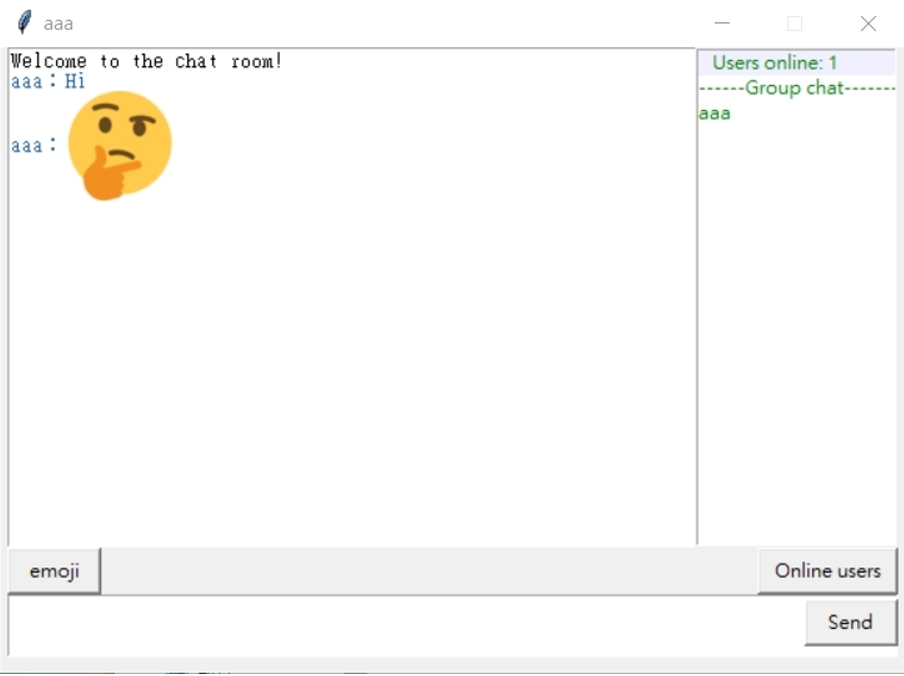 aaa
Welcome to the chat room!
aaa：Hi
aaa：
Users online: 1
------Group chat-------
aaa
emoji
Online users
Send